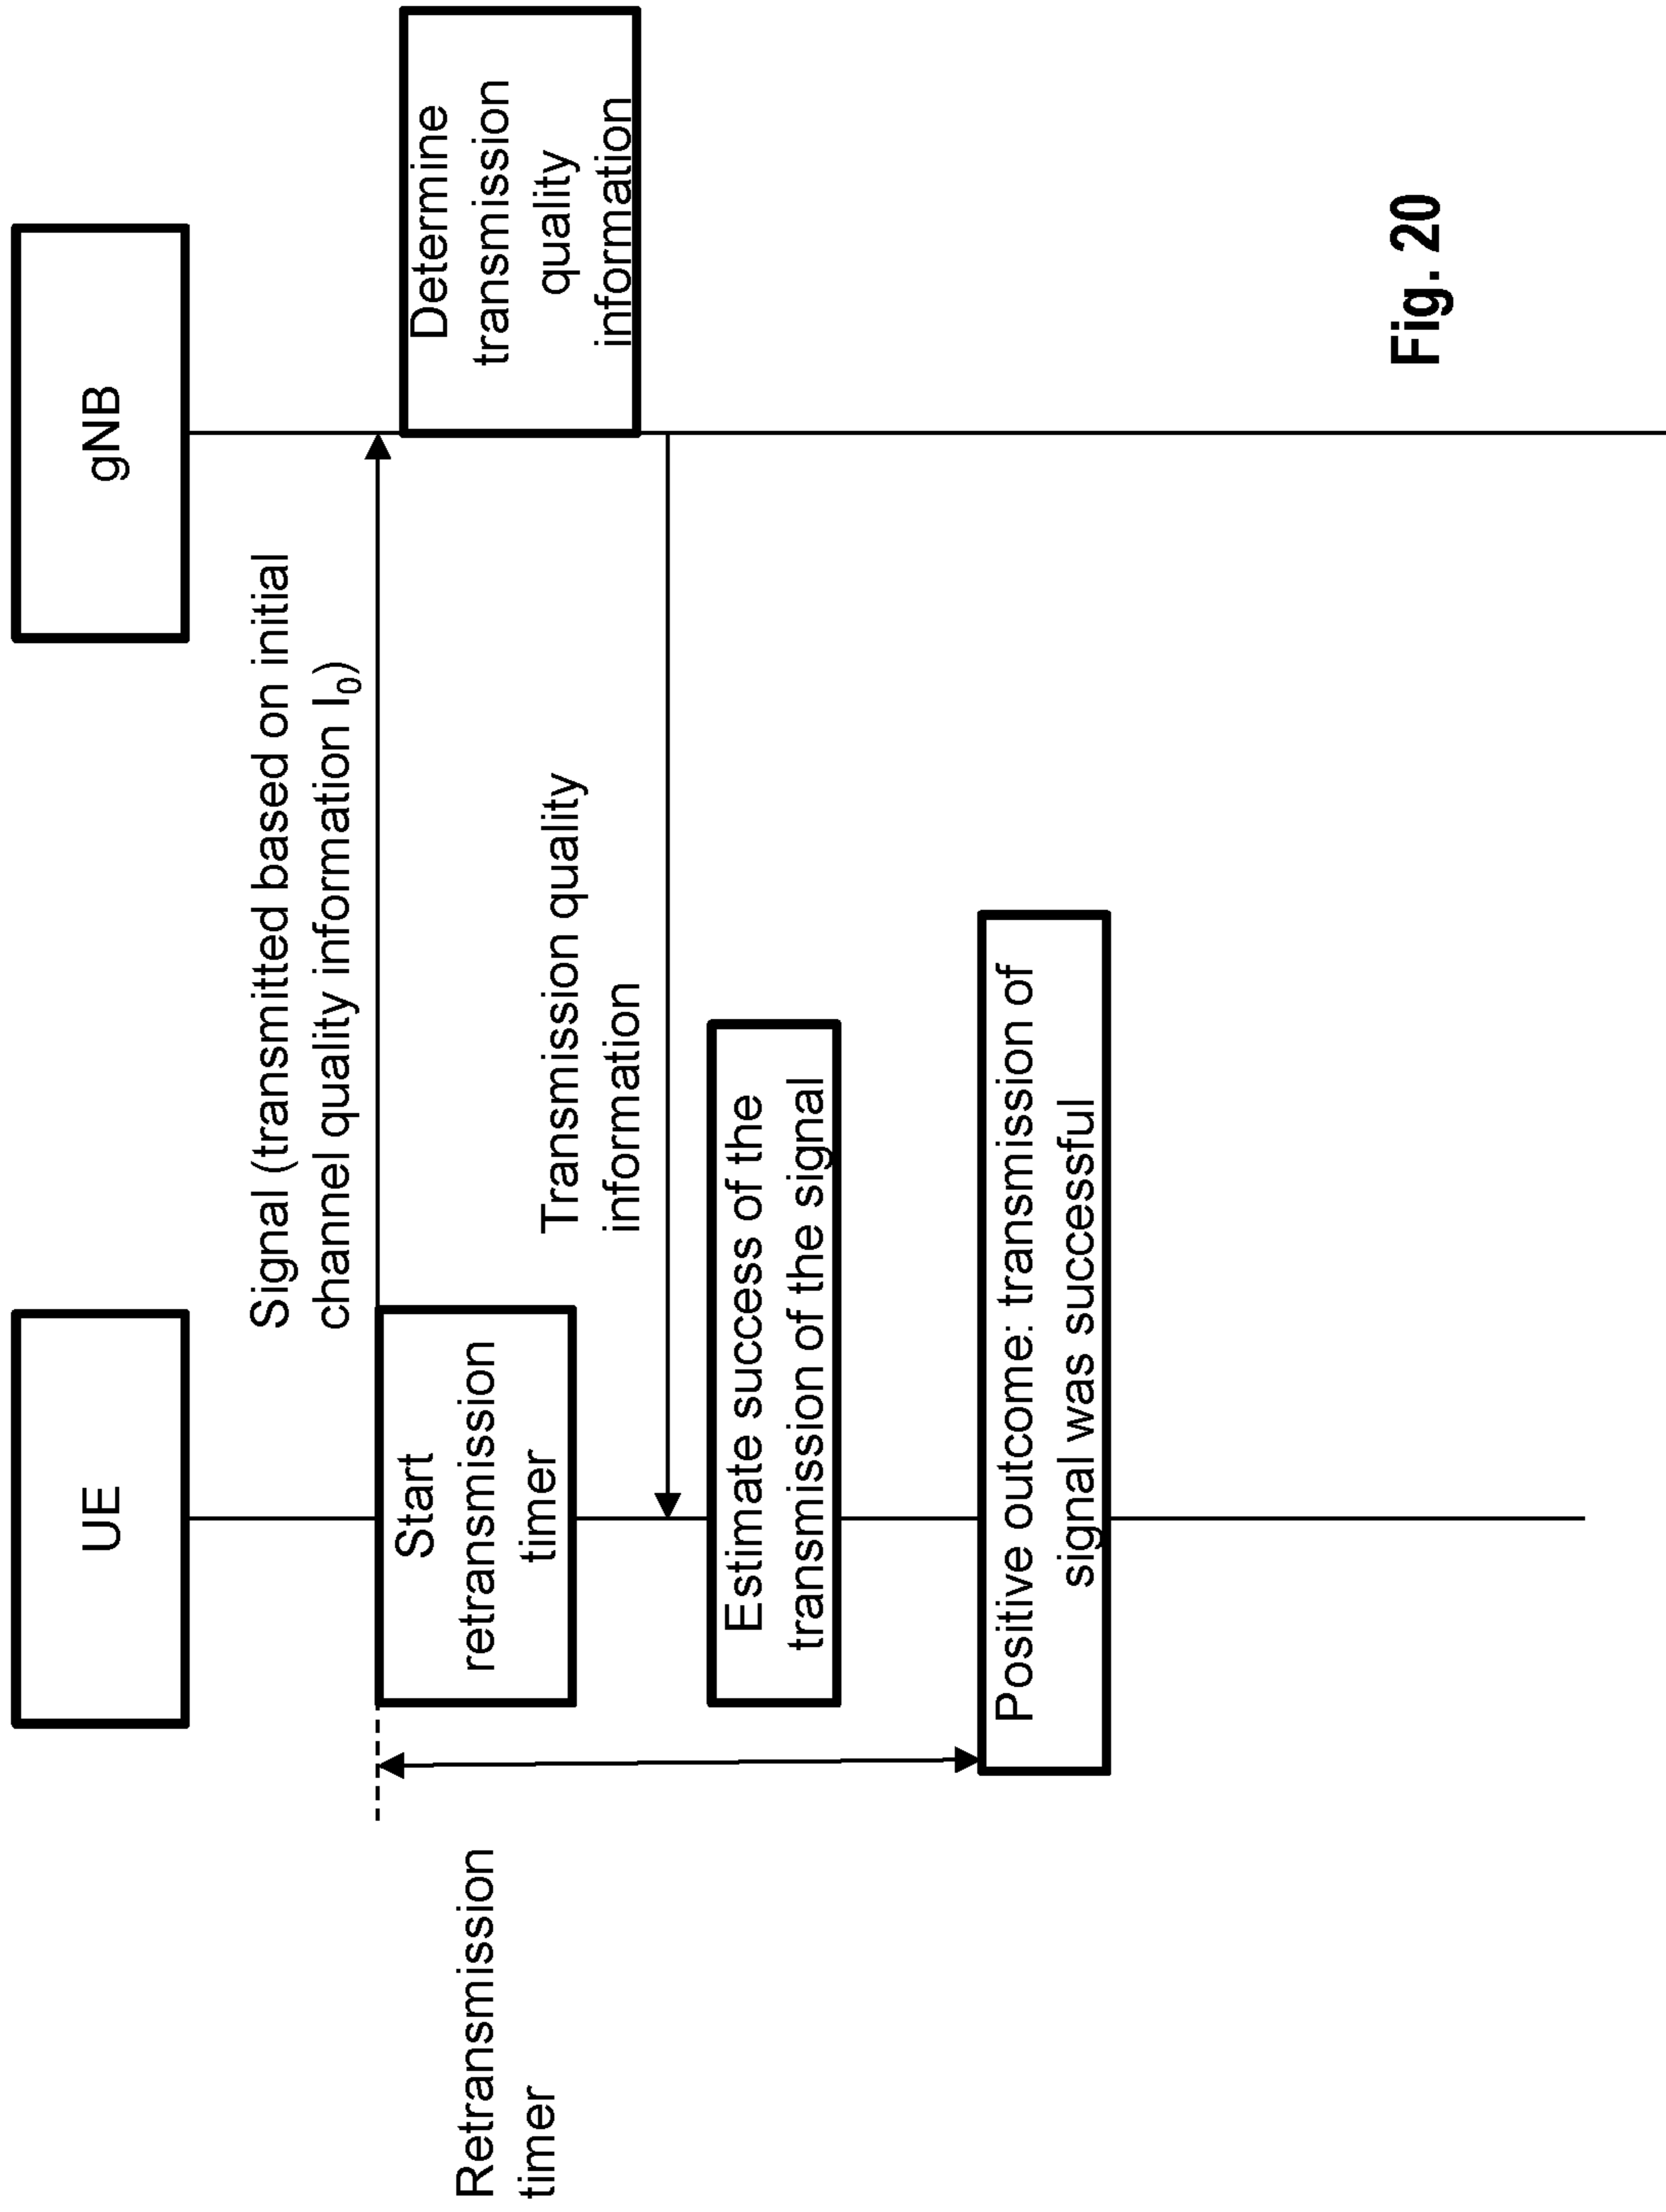 UE
gNB
Signal (transmitted based on initial
channel quality information I₀)
Start
retransmission
timer
Determine
transmission
quality
information
Retransmission
timer
Transmission quality
information
Estimate success of the
transmission of the signal
Positive outcome: transmission of
signal was successful
Fig. 20